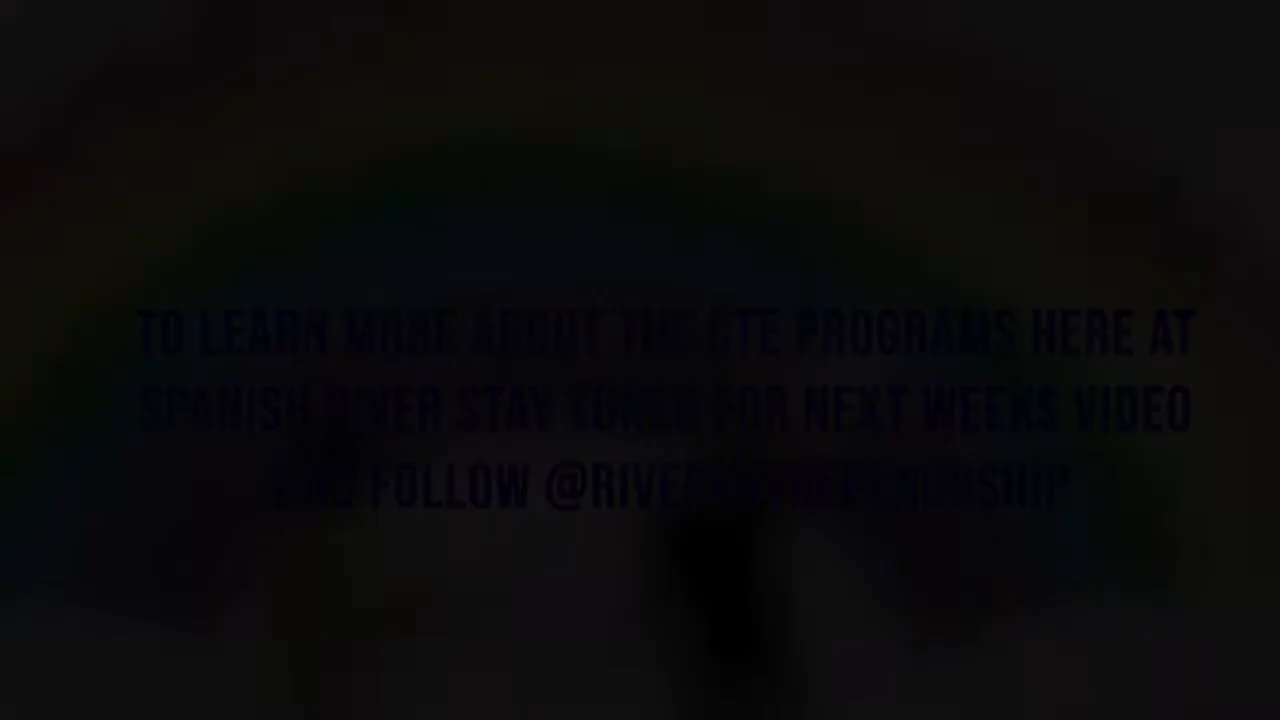 TO LEARN MORE ABOUT THE CTE PROGRAMS HERE AT
SPANISH RIVER STAY TUNED FOR NEXT WEEKS VIDEO
AND FOLLOW